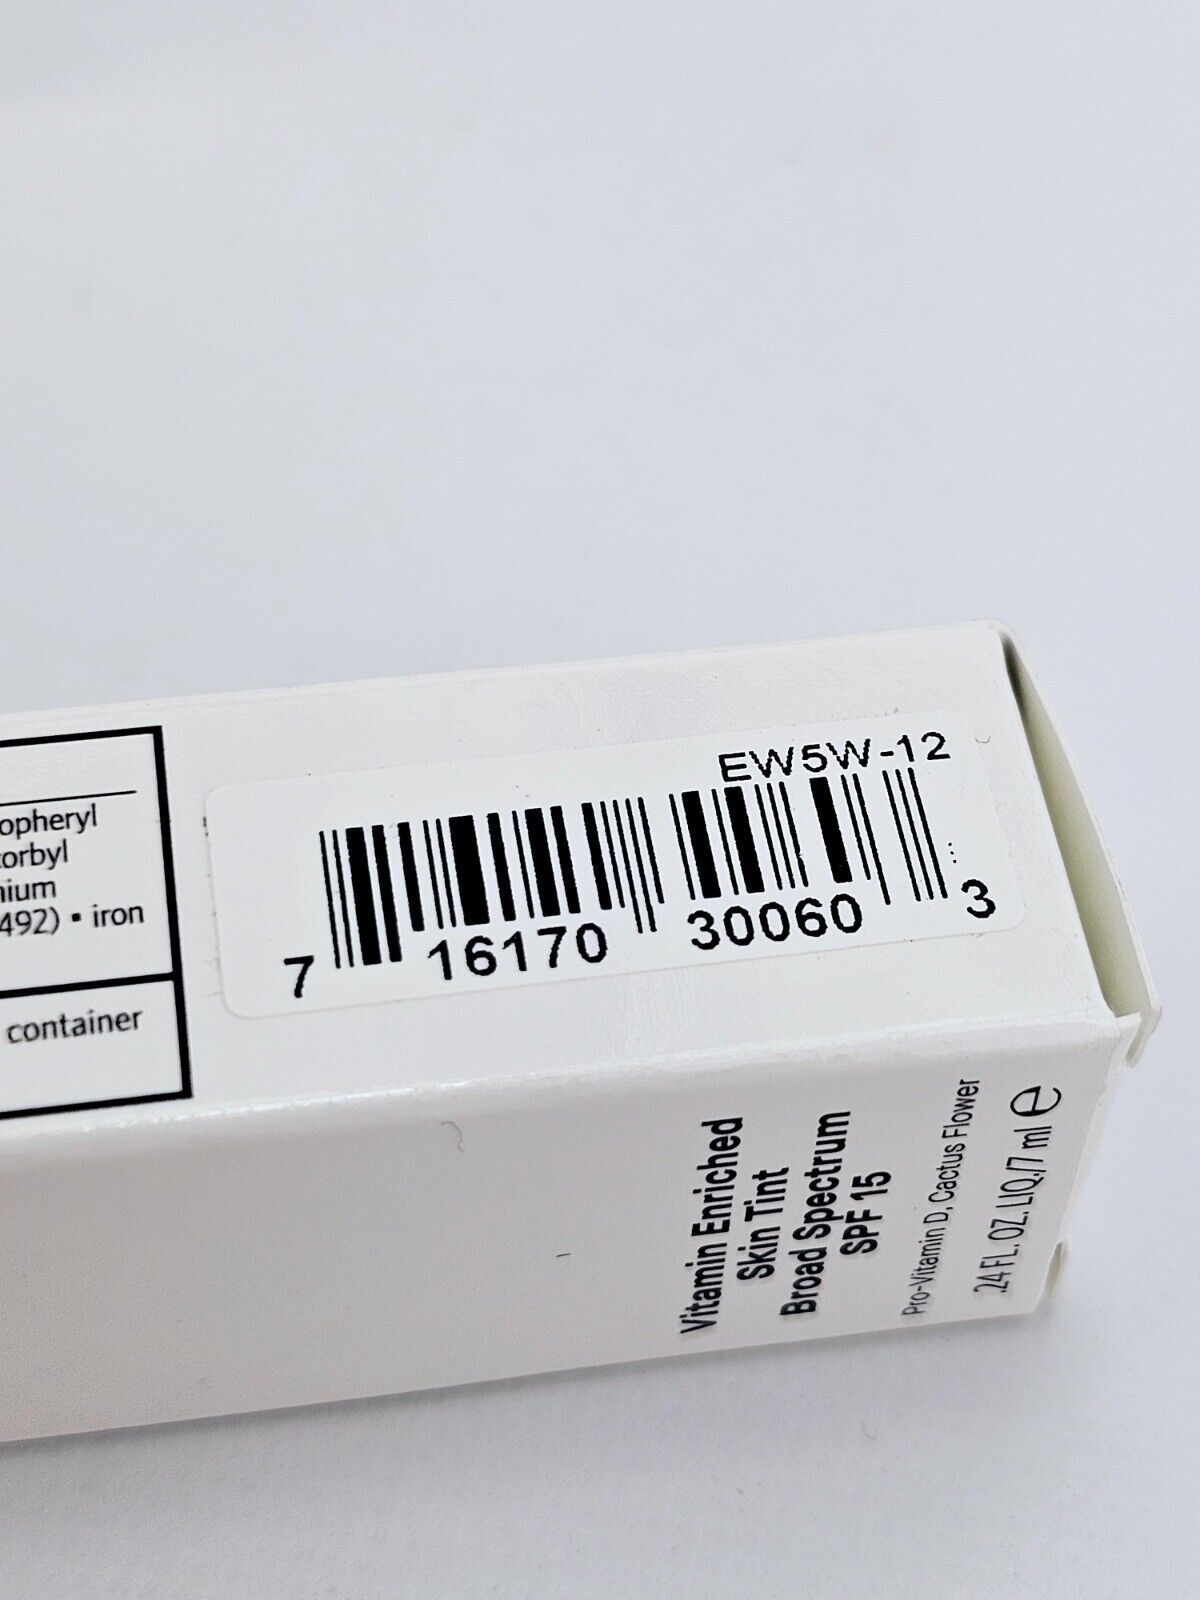 opheryl
corbyl
nium
492) • iron
container
EW5W-12
7 16170 30060 3
Vitamin Enriched
Skin Tint
Broad Spectrum
SPF 15
Pro-Vitamin D, Cactus Flower
.24 FL. OZ. LIQ./7 ml e